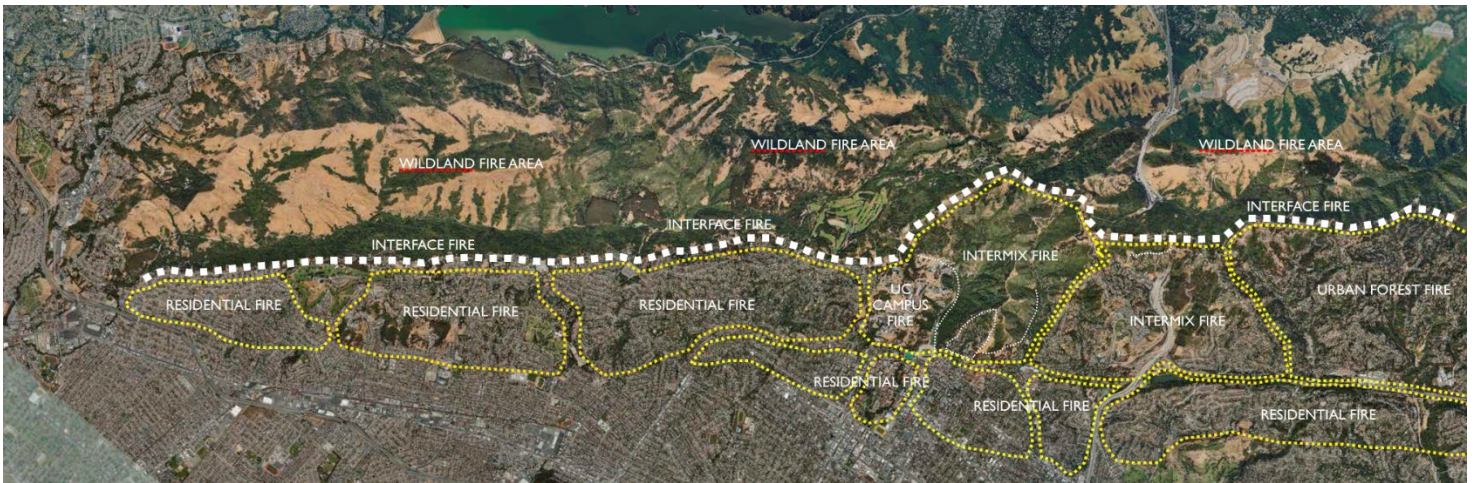 WILDLAND FIRE AREA
WILDLAND FIRE AREA
WILDLAND FIRE AREA
INTERFACE FIRE
INTERFACE FIRE
INTERFACE FIRE
RESIDENTIAL FIRE
RESIDENTIAL FIRE
RESIDENTIAL FIRE
UC
CAMPUS
FIRE
INTERMIX FIRE
INTERMIX FIRE
URBAN FOREST FIRE
RESIDENTIAL FIRE
RESIDENTIAL FIRE
RESIDENTIAL FIRE